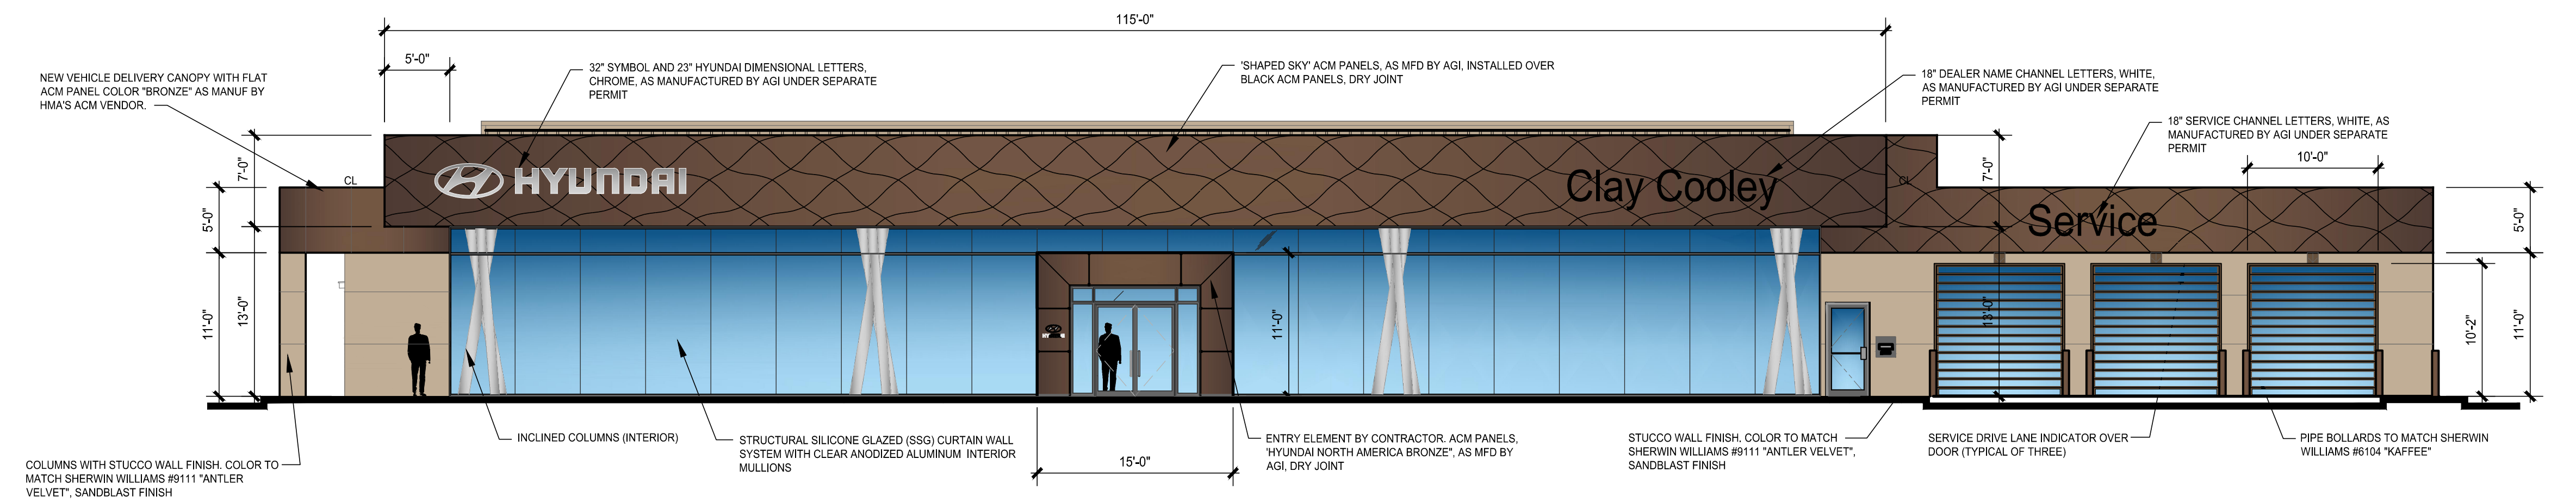 115'-0"
5'-0"
NEW VEHICLE DELIVERY CANOPY WITH FLAT
ACM PANEL COLOR "BRONZE" AS MANUF BY
HMA'S ACM VENDOR.
32" SYMBOL AND 23" HYUNDAI DIMENSIONAL LETTERS,
CHROME, AS MANUFACTURED BY AGI UNDER SEPARATE
PERMIT
'SHAPED SKY' ACM PANELS, AS MFD BY AGI, INSTALLED OVER
BLACK ACM PANELS, DRY JOINT
18" DEALER NAME CHANNEL LETTERS, WHITE,
AS MANUFACTURED BY AGI UNDER SEPARATE
PERMIT
18" SERVICE CHANNEL LETTERS, WHITE, AS
MANUFACTURED BY AGI UNDER SEPARATE
PERMIT
10'-0"
7'-0"
CL
HYUNDAI
Clay Cooley
CL
7'-0"
Service
5'-0"
5'-0"
11'-0"
13'-0"
HYUNDAI
11'-0"
13'-0"
10'-2"
11'-0"
COLUMNS WITH STUCCO WALL FINISH. COLOR TO
MATCH SHERWIN WILLIAMS #9111 "ANTLER
VELVET", SANDBLAST FINISH
INCLINED COLUMNS (INTERIOR)
STRUCTURAL SILICONE GLAZED (SSG) CURTAIN WALL
SYSTEM WITH CLEAR ANODIZED ALUMINUM INTERIOR
MULLIONS
15'-0"
ENTRY ELEMENT BY CONTRACTOR. ACM PANELS,
'HYUNDAI NORTH AMERICA BRONZE", AS MFD BY
AGI, DRY JOINT
STUCCO WALL FINISH. COLOR TO MATCH
SHERWIN WILLIAMS #9111 "ANTLER VELVET",
SANDBLAST FINISH
SERVICE DRIVE LANE INDICATOR OVER
DOOR (TYPICAL OF THREE)
PIPE BOLLARDS TO MATCH SHERWIN
WILLIAMS #6104 "KAFFEE"